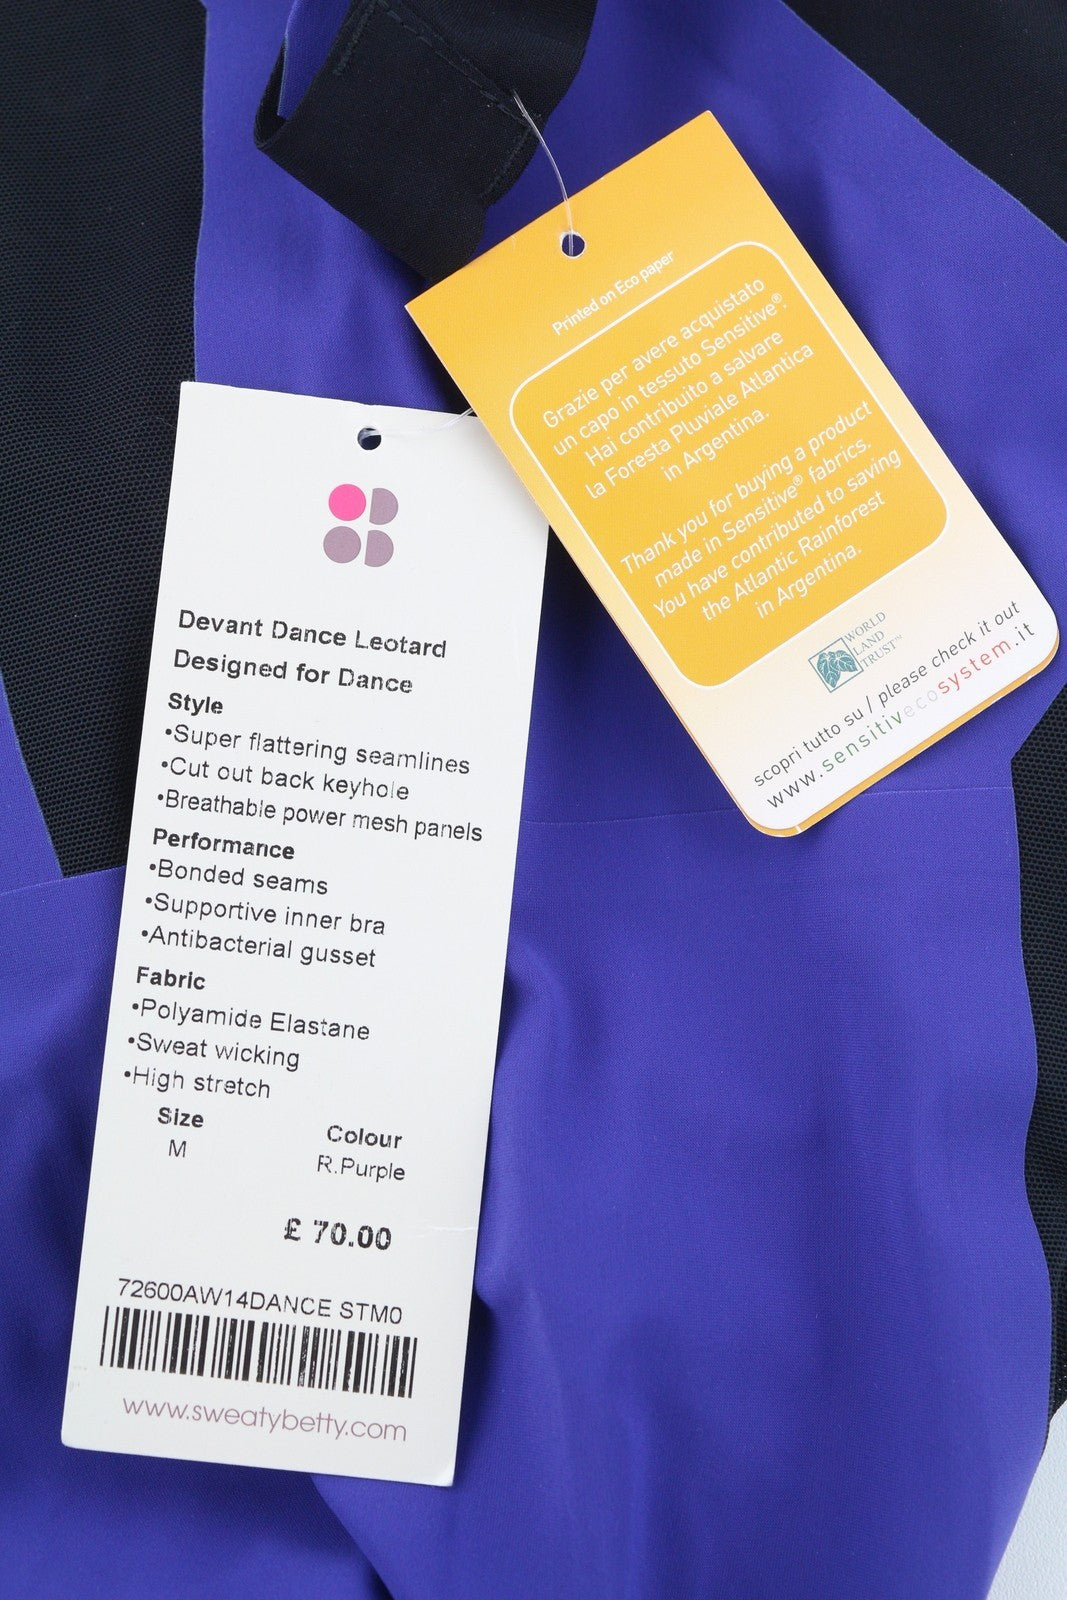 Printed on Eco paper
Grazie per avere acquistato
un capo in tessuto Sensitive®.
Hai contribuito a salvare
la Foresta Pluviale Atlantica
in Argentina.
Thank you for buying a product
made in Sensitive® fabrics.
You have contributed to saving
the Atlantic Rainforest
in Argentina.
WORLD
LAND
TRUST™
scopri tutto su / please check it out
www.sensitivecosystem.it
Devant Dance Leotard
Designed for Dance
Style
•Super flattering seamlines
•Cut out back keyhole
•Breathable power mesh panels
Performance
•Bonded seams
•Supportive inner bra
•Antibacterial gusset
Fabric
•Polyamide Elastane
•Sweat wicking
•High stretch
Size Colour
M R.Purple
£ 70.00
72600AW14DANCE STM0
www.sweatybetty.com